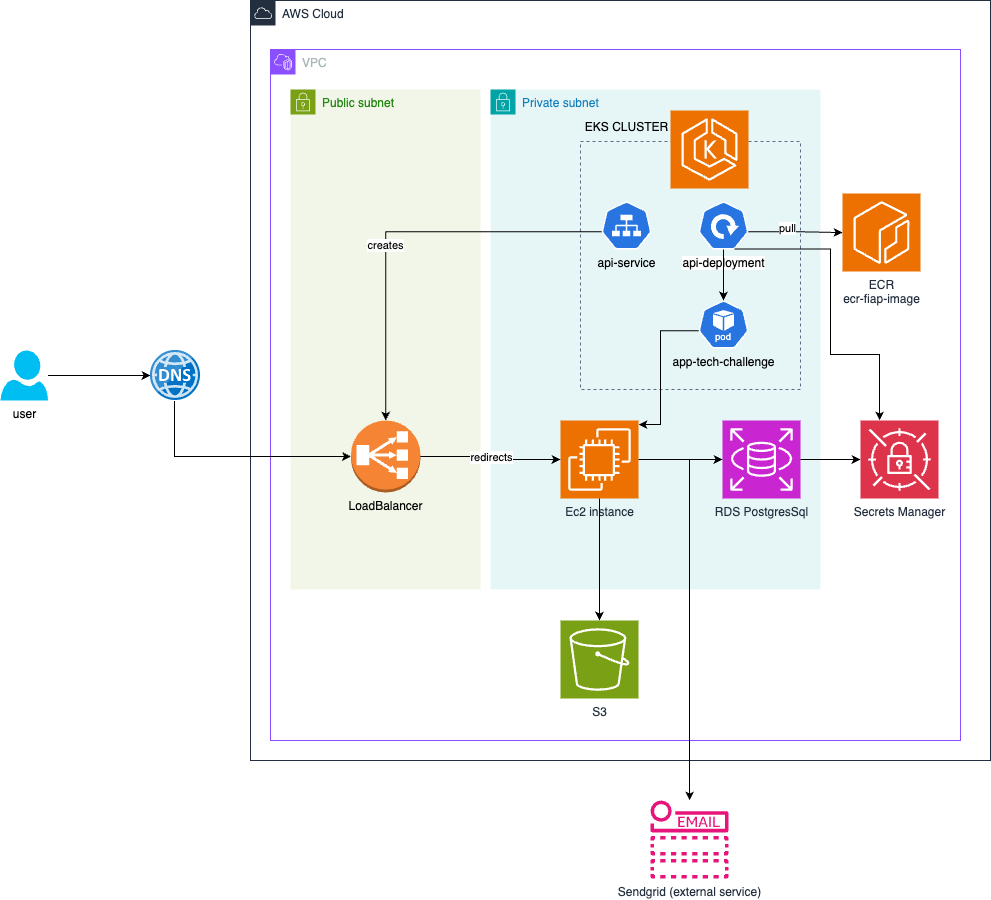 AWS Cloud
VPC
Public subnet
Private subnet
EKS CLUSTER
K
creates
api-service
pull
api-deployment
ECR
ecr-fiap-image
pod
app-tech-challenge
user
DNS
LoadBalancer
redirects
Ec2 instance
RDS PostgresSql
Secrets Manager
S3
EMAIL
Sendgrid (external service)